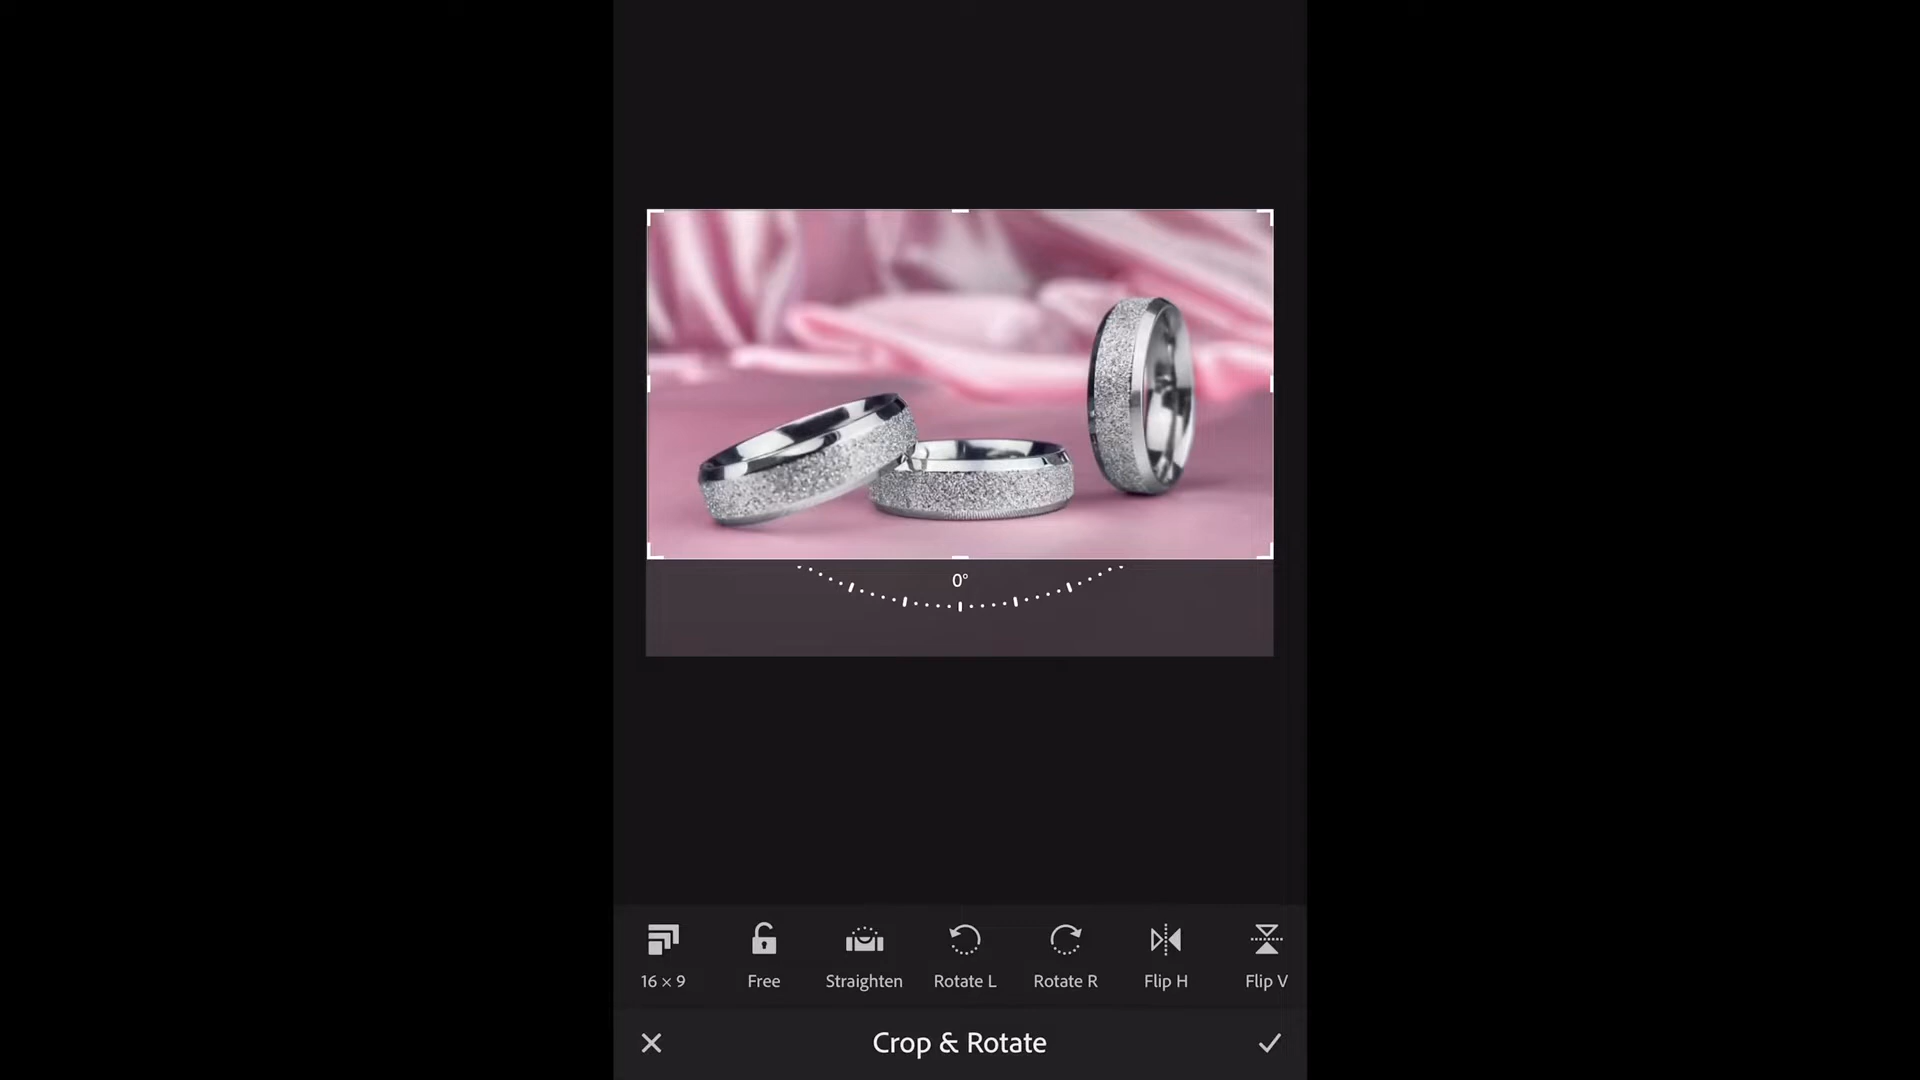 0°
16 × 9 Free Straighten Rotate L Rotate R Flip H Flip V
Crop & Rotate